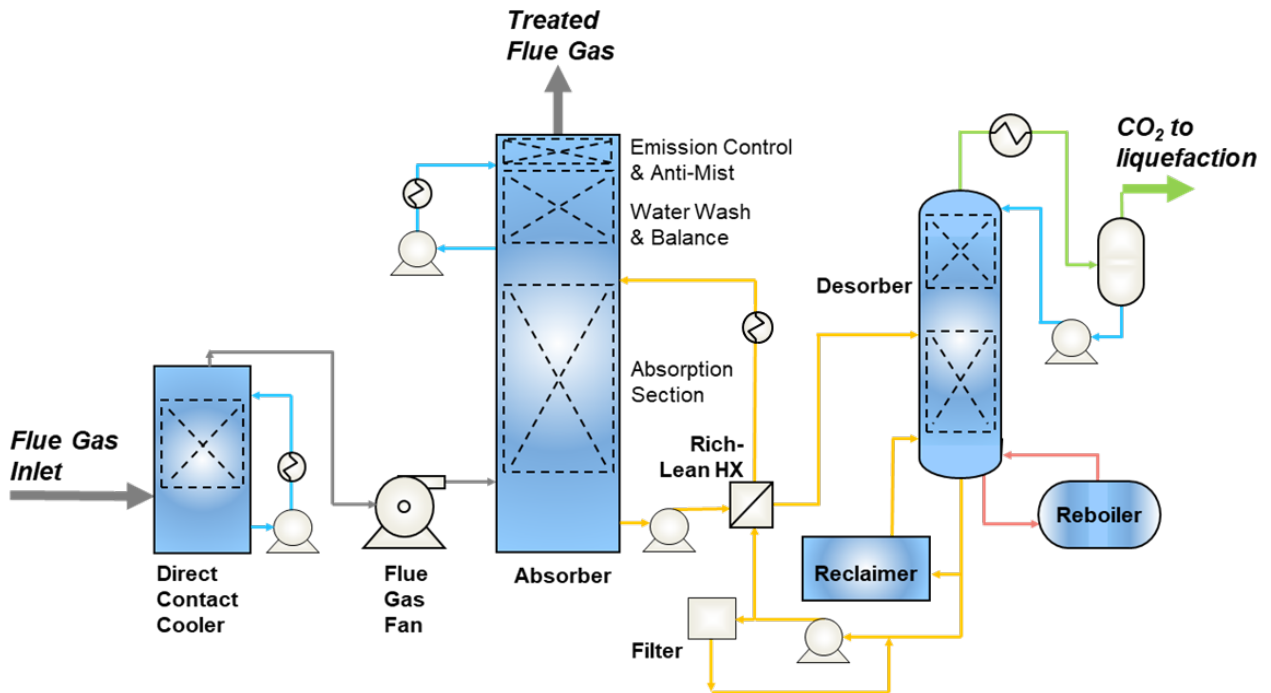 Treated
Flue Gas
Emission Control
& Anti-Mist
Water Wash
& Balance
CO₂ to
liquefaction
Desorber
Absorption
Section
Flue Gas
Inlet
Rich-
Lean HX
Reboiler
Reclaimer
Direct
Contact
Cooler
Flue
Gas
Fan
Absorber
Filter